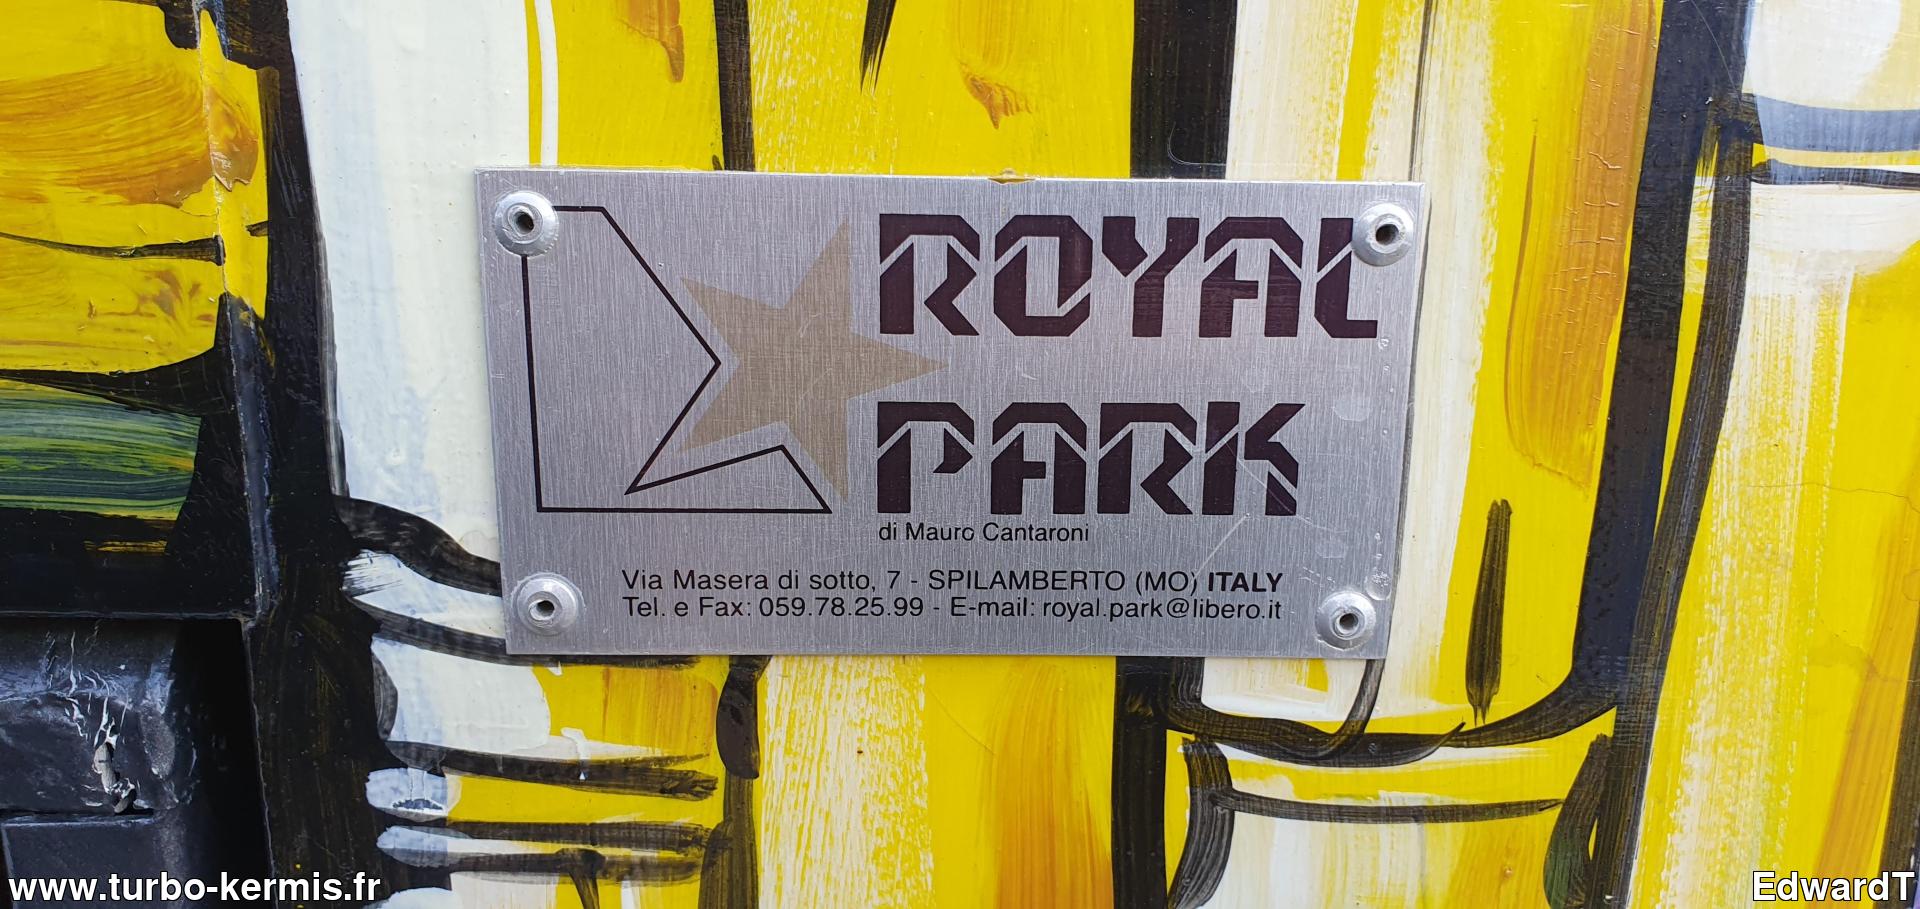 ROYAL
PARK
di Mauro Cantaroni
Via Masera di sotto, 7 - SPILAMBERTO (MO) ITALY
Tel. e Fax: 059.78.25.99 - E-mail: royal.park@libero.it
www.turbo-kermis.fr
EdwardT